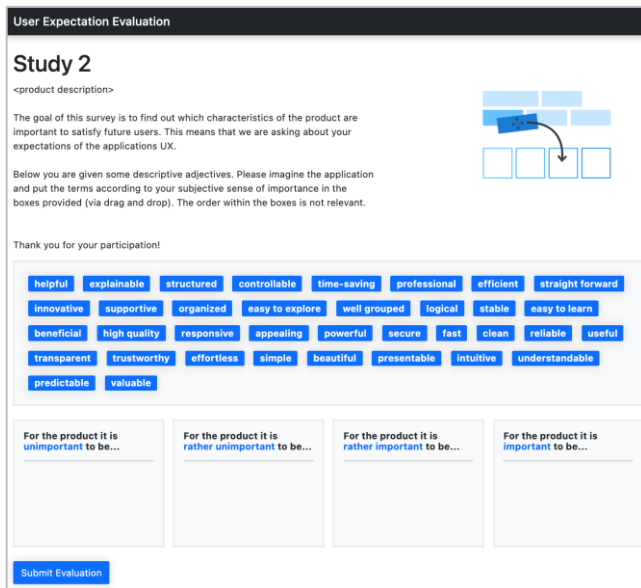 User Expectation Evaluation
Study 2
<product description>
The goal of this survey is to find out which characteristics of the product are
important to satisfy future users. This means that we are asking about your
expectations of the applications UX.
Below you are given some descriptive adjectives. Please imagine the application
and put the terms according to your subjective sense of importance in the
boxes provided (via drag and drop). The order within the boxes is not relevant.
Thank you for your participation!
helpful explainable structured controllable time-saving professional efficient straight forward
innovative supportive organized easy to explore well grouped logical stable easy to learn
beneficial high quality responsive appealing powerful secure fast clean reliable useful
transparent trustworthy effortless simple beautiful presentable intuitive understandable
predictable valuable
For the product it is
unimportant to be...
For the product it is
rather unimportant to be...
For the product it is
rather important to be...
For the product it is
important to be...
Submit Evaluation